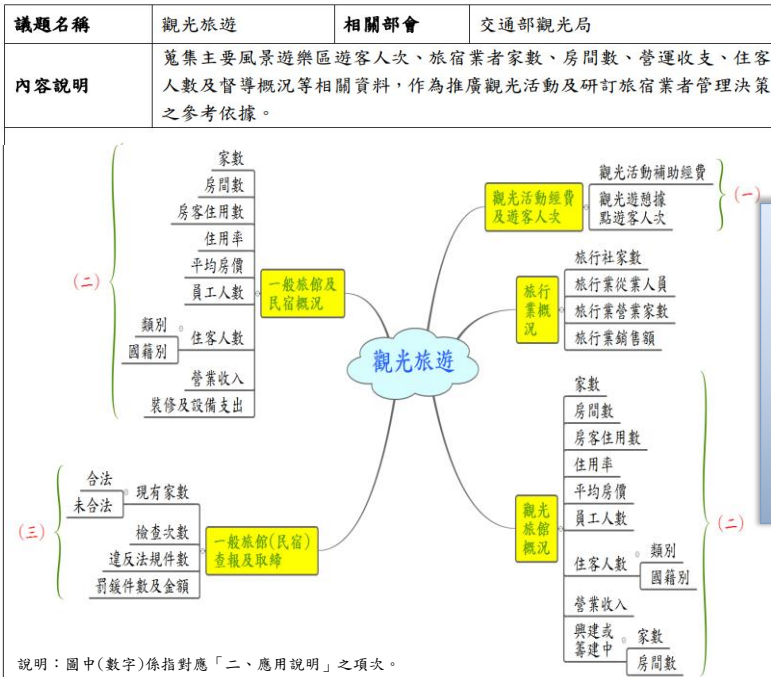 議題名稱 觀光旅遊 相關部會 交通部觀光局
內容說明
蒐集主要風景遊樂區遊客人次、旅宿業者家數、房間數、營運收支、住客
人數及督導概況等相關資料，作為推廣觀光活動及研訂旅宿業者管理決策
之參考依據。
觀光旅遊
觀光活動經費
及遊客人次
觀光活動補助經費
觀光遊憩據
點遊客人次
(一)
旅行
業概
況
旅行社家數
旅行業從業人員
旅行業營業家數
旅行業銷售額
觀光
旅館
概況
家數
房間數
房客住用數
住用率
平均房價
員工人數
住客人數
類別
國籍別
營業收入
興建或
籌建中
家數
房間數
(二)
一般旅館及
民宿概況
家數
房間數
房客住用數
住用率
平均房價
員工人數
住客人數
類別
國籍別
營業收入
裝修及設備支出
(二)
一般旅館(民宿)
查報及取締
現有家數
合法
未合法
檢查次數
違反法規件數
罰鍰件數及金額
(三)
說明：圖中(數字)係指對應「二、應用說明」之項次。